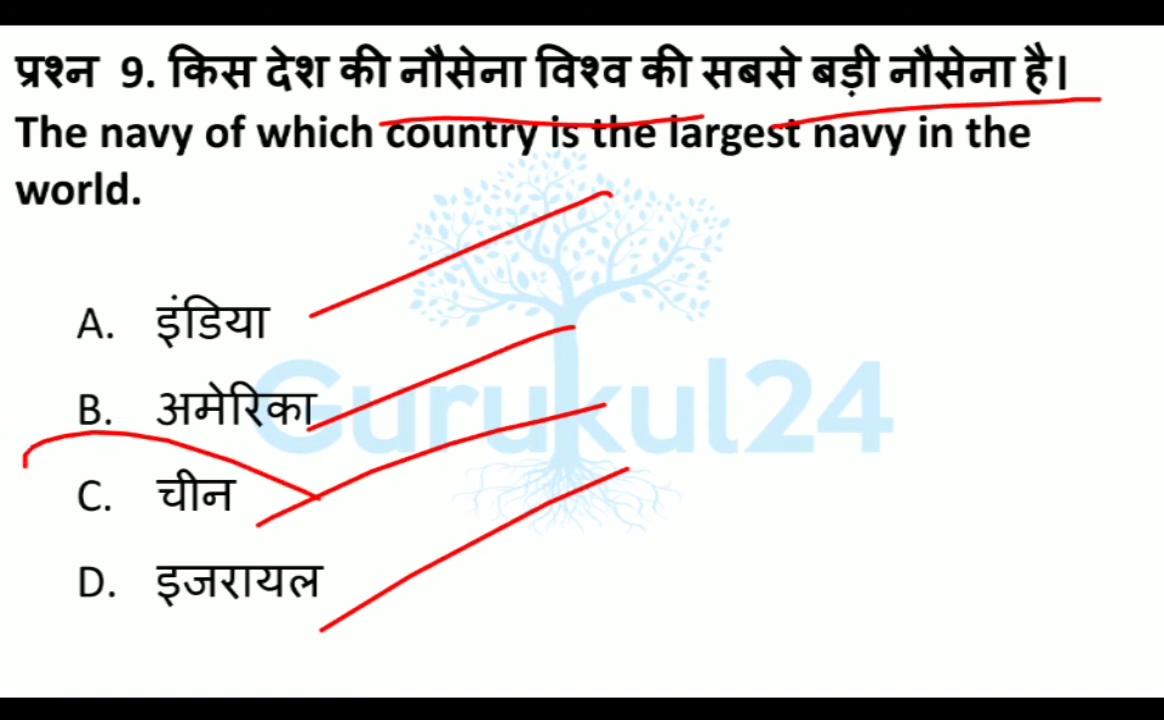 प्रश्न 9. किस देश की नौसेना विश्व की सबसे बड़ी नौसेना है।
The navy of which country is the largest navy in the
world.
A. इंडिया
B. अमेरिका
C. चीन
D. इजरायल
Gurukul24